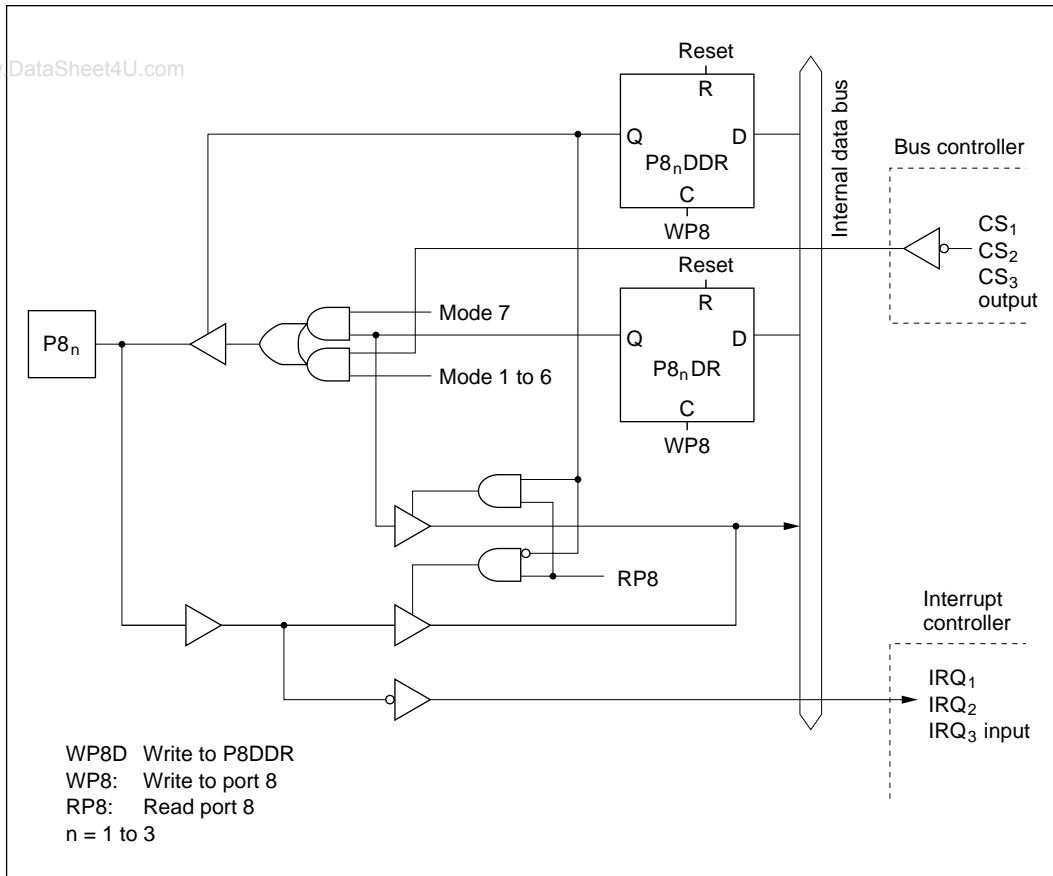 .DataSheet4U.com
Reset
R
Q D
P8nDDR
C
WP8
Internal data bus
Bus controller
CS1
CS2
CS3
output
Reset
R
Q D
P8nDR
C
WP8
Mode 7
P8n
Mode 1 to 6
RP8
Interrupt
controller
IRQ1
IRQ2
IRQ3 input
WP8D Write to P8DDR
WP8: Write to port 8
RP8: Read port 8
n = 1 to 3